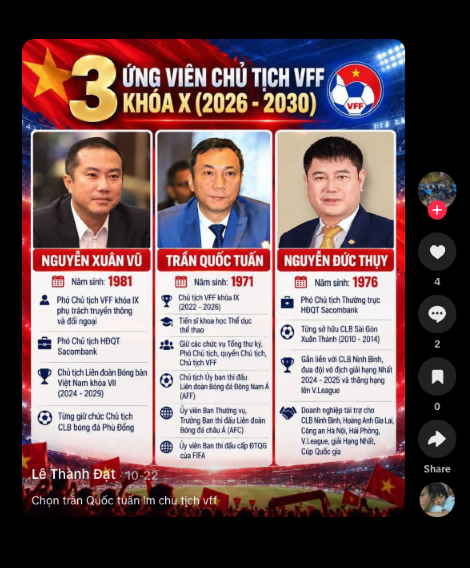 3 ỨNG VIÊN CHỦ TỊCH VFF
KHÓA X (2026 - 2030)
VFF
NGUYỄN XUÂN VŨ
Năm sinh: 1981
Phó Chủ tịch VFF khóa IX
phụ trách truyền thông
và đối ngoại
Phó Chủ tịch HĐQT
Sacombank
Chủ tịch Liên đoàn Bóng bàn
Việt Nam khóa VII
(2024 - 2029)
Từng giữ chức Chủ tịch
CLB bóng đá Phù Đổng
TRẦN QUỐC TUẤN
Năm sinh: 1971
Chủ tịch VFF khóa IX
(2022 - 2026)
Tiến sĩ khoa học Thể dục
thể thao
Giữ các chức vụ Tổng thư ký,
Phó Chủ tịch, quyền Chủ tịch,
Chủ tịch VFF
Chủ tịch Ủy ban thi đấu
Liên đoàn Bóng đá Đông Nam Á
(AFF)
Ủy viên Ban Thường vụ,
Trưởng Ban thi đấu Liên đoàn
Bóng đá châu Á (AFC)
Ủy viên Ban thi đấu cấp ĐTQG
của FIFA
NGUYỄN ĐỨC THỤY
Năm sinh: 1976
Phó Chủ tịch Thường trực
HĐQT Sacombank
Từng sở hữu CLB Sài Gòn
Xuân Thành (2010 - 2014)
Gắn liền với CLB Ninh Bình,
đưa đội vô địch giải hạng Nhất
2024 - 2025 và thăng hạng
lên V.League
Doanh nghiệp tài trợ cho
CLB Ninh Bình, Hoàng Anh Gia Lai,
Công an Hà Nội, Hải Phòng,
V.League, giải Hạng Nhất,
Cúp Quốc gia
Lê Thành Đạt · 10-22
Chọn trần Quốc tuấn lm chủ tịch vff
4
2
0
Share